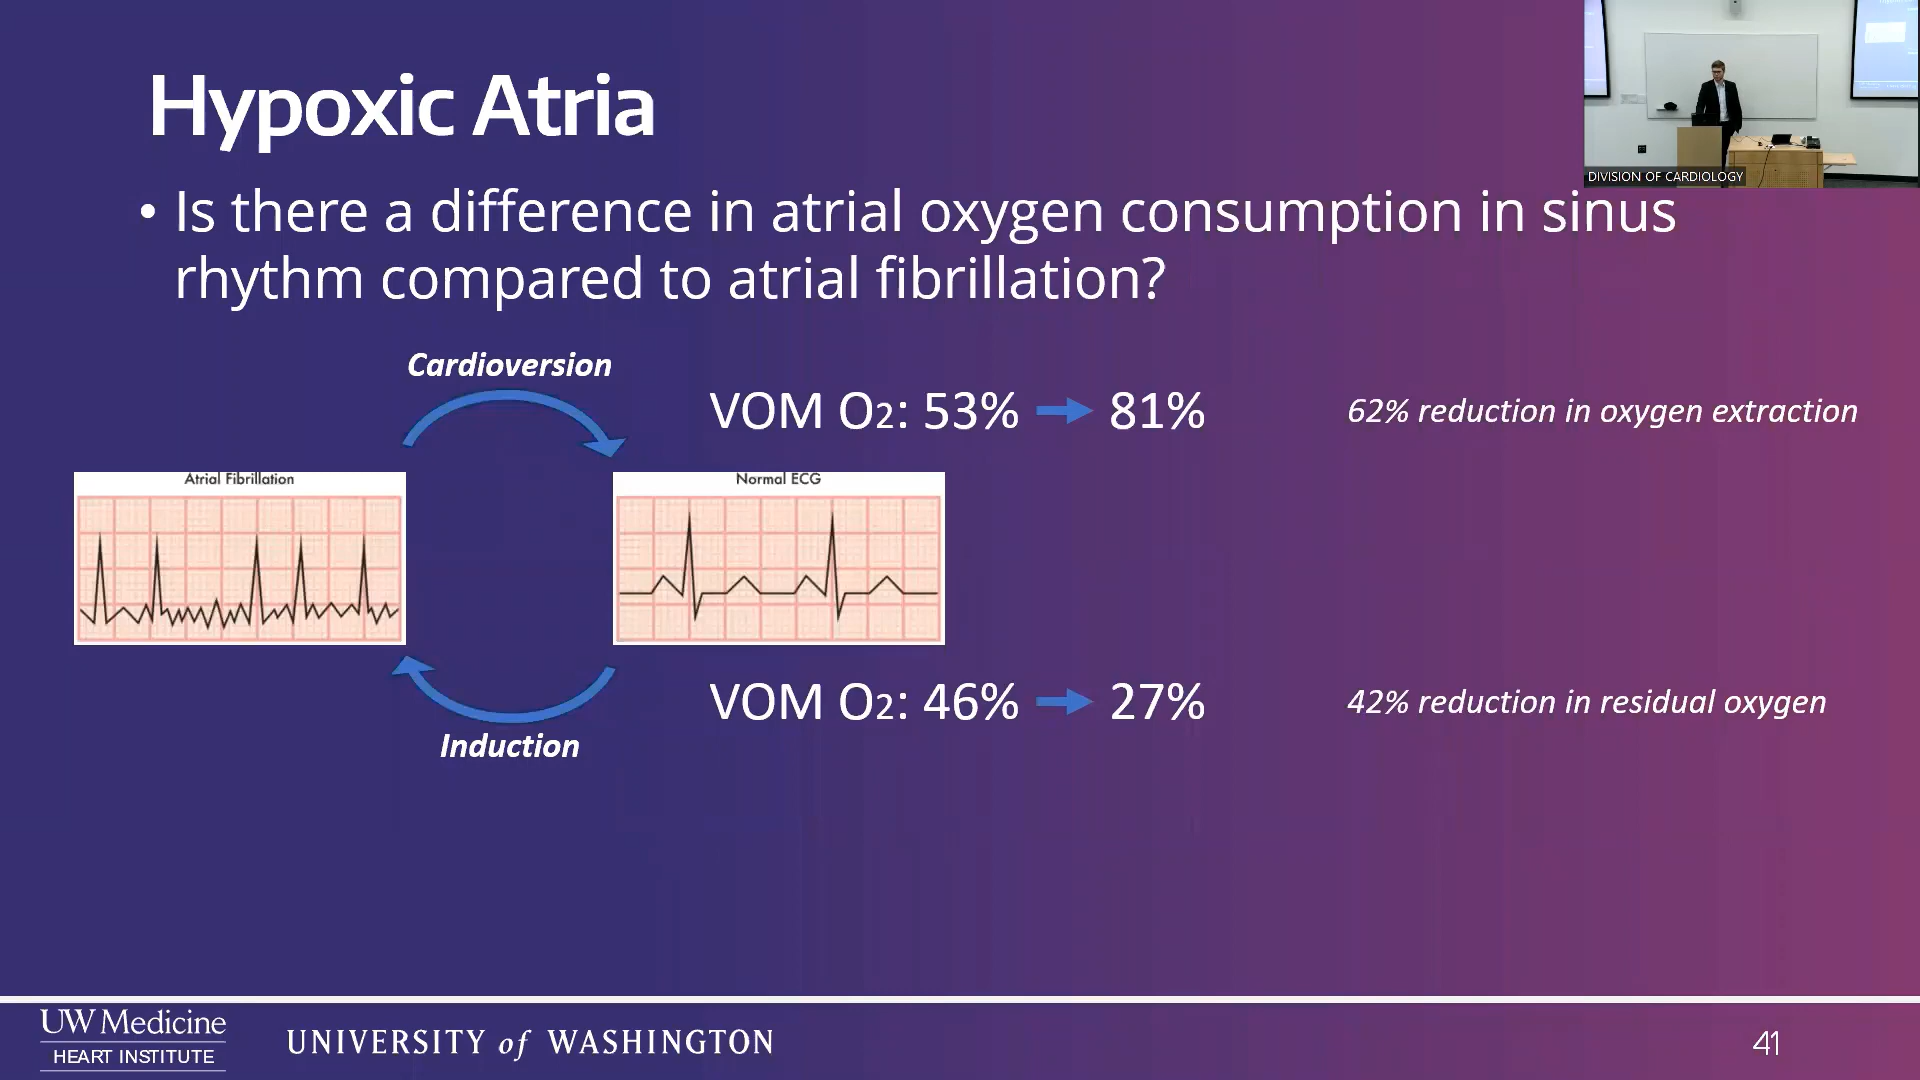 Hypoxic Atria
DIVISION OF CARDIOLOGY
• Is there a difference in atrial oxygen consumption in sinus
rhythm compared to atrial fibrillation?
Cardioversion
VOM O2: 53% → 81%
62% reduction in oxygen extraction
Atrial Fibrillation
Normal ECG
VOM O2: 46% → 27%
42% reduction in residual oxygen
Induction
UW Medicine
HEART INSTITUTE
UNIVERSITY of WASHINGTON
41